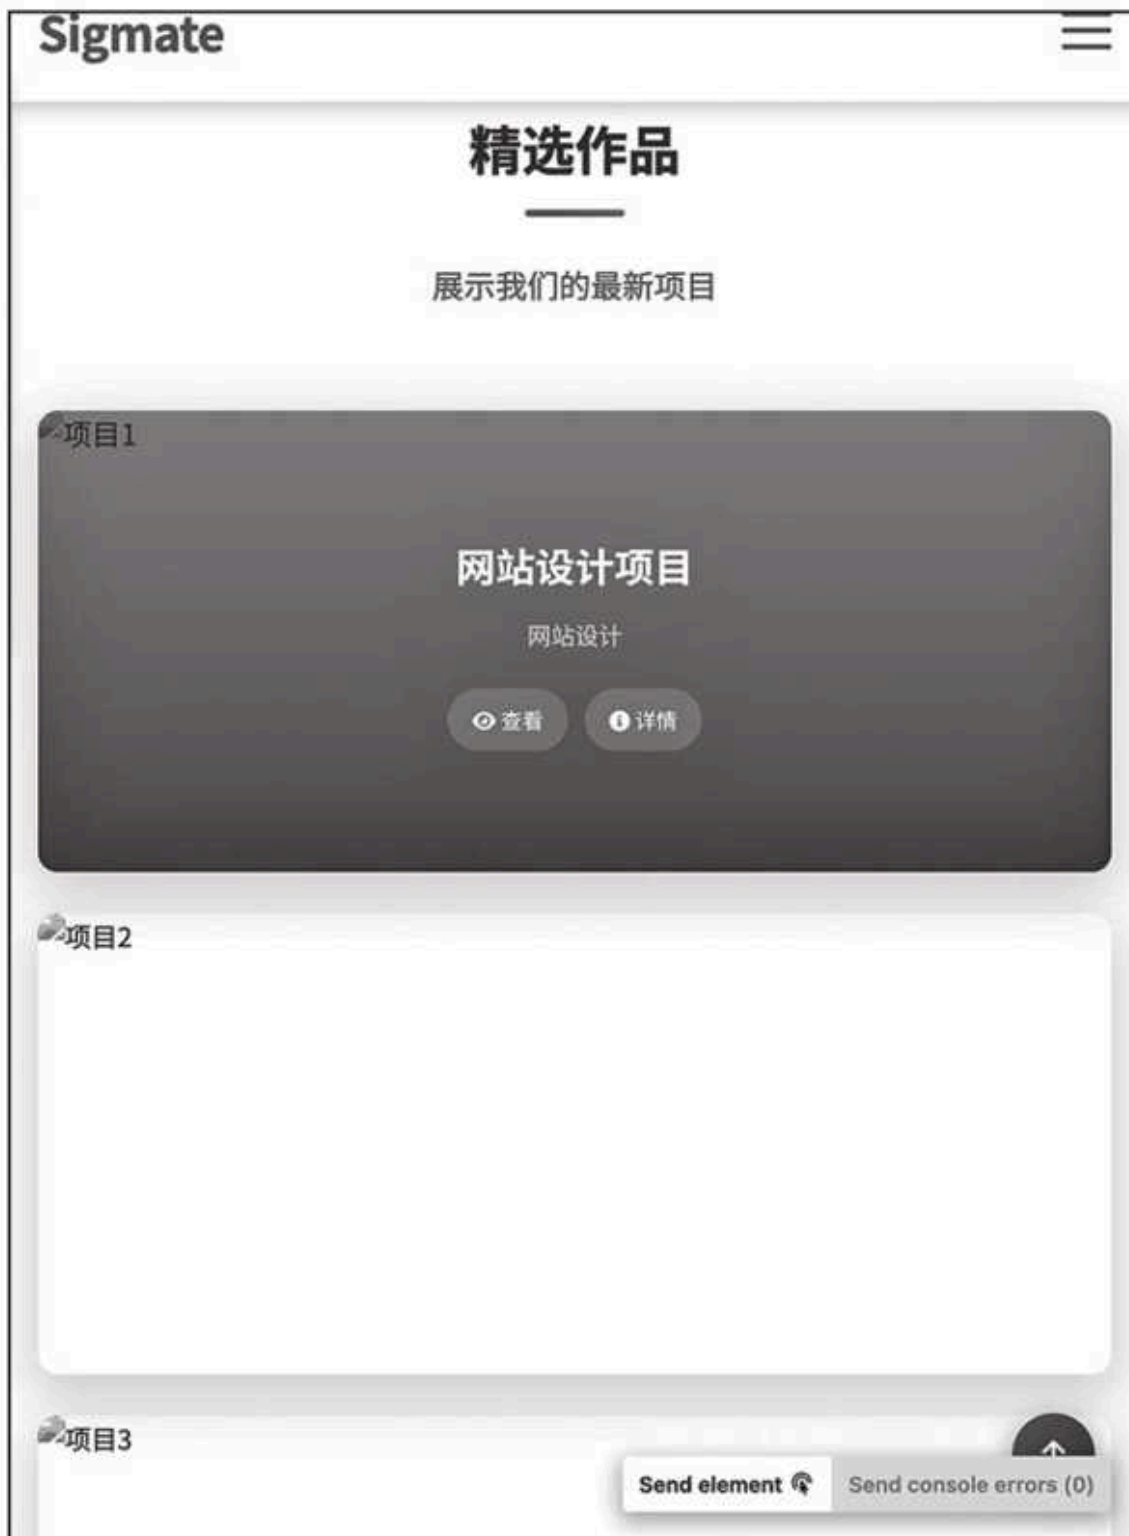 Sigmate
精选作品
展示我们的最新项目
项目1
网站设计项目
网站设计
查看 详情
项目2
项目3
Send element Send console errors (0)